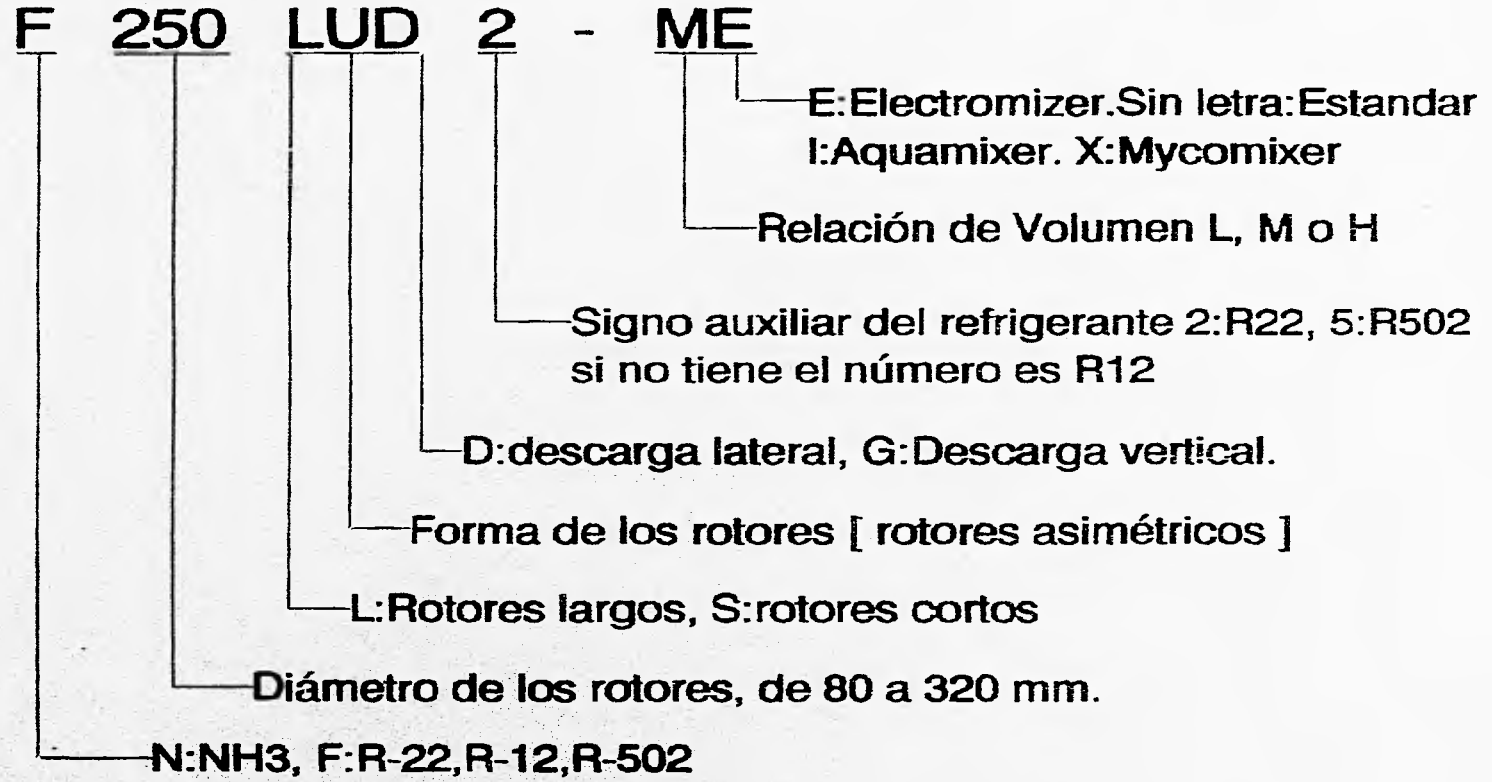 F 250 LUD 2 - ME
E:Electromizer.Sin letra:Estandar
I:Aquamixer. X:Mycomixer
Relación de Volumen L, M o H
Signo auxiliar del refrigerante 2:R22, 5:R502
si no tiene el número es R12
D:descarga lateral, G:Descarga vertical.
Forma de los rotores [ rotores asimétricos ]
L:Rotores largos, S:rotores cortos
Diámetro de los rotores, de 80 a 320 mm.
N:NH3, F:R-22,R-12,R-502